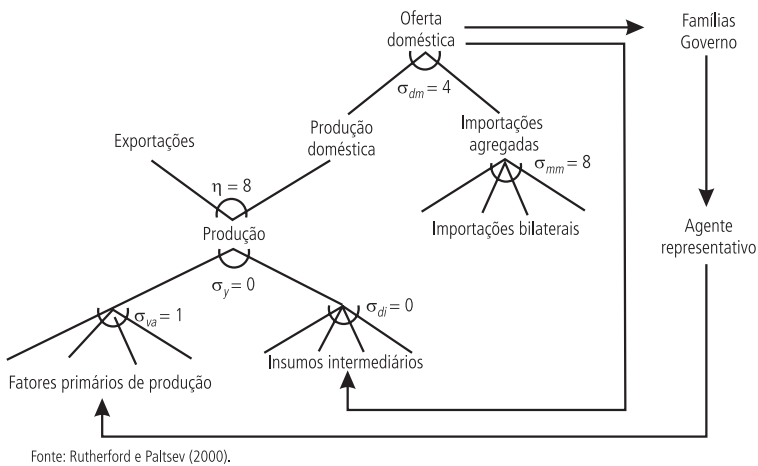 Oferta
doméstica
Famílias
Governo
σdm = 4
Exportações
Produção
doméstica
Importações
agregadas
σmm = 8
η = 8
Produção
Importações bilaterais
Agente
representativo
σy = 0
σva = 1
σdi = 0
Insumos intermediários
Fatores primários de produção
Fonte: Rutherford e Paltsev (2000).